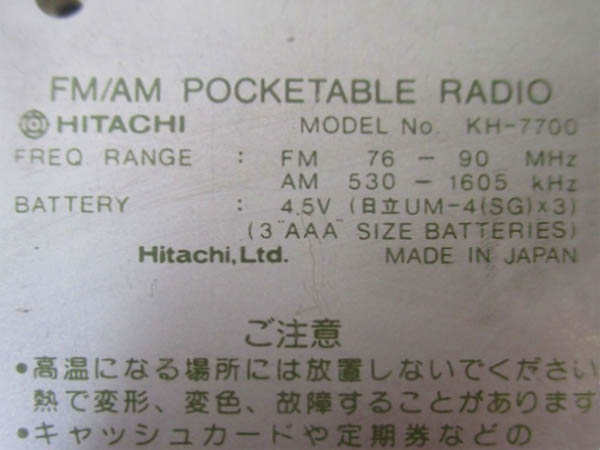 FM/AM POCKETABLE RADIO
HITACHI MODEL No. KH-7700
FREQ. RANGE : FM 76 - 90 MHz
AM 530 - 1605 kHz
BATTERY : 4.5V (日立UM-4(SG)×3)
(3 "AAA" SIZE BATTERIES)
Hitachi, Ltd. MADE IN JAPAN
ご注意
•高温になる場所には放置しないでください
熱で変形、変色、故障することがあります
•キャッシュカードや定期券などの